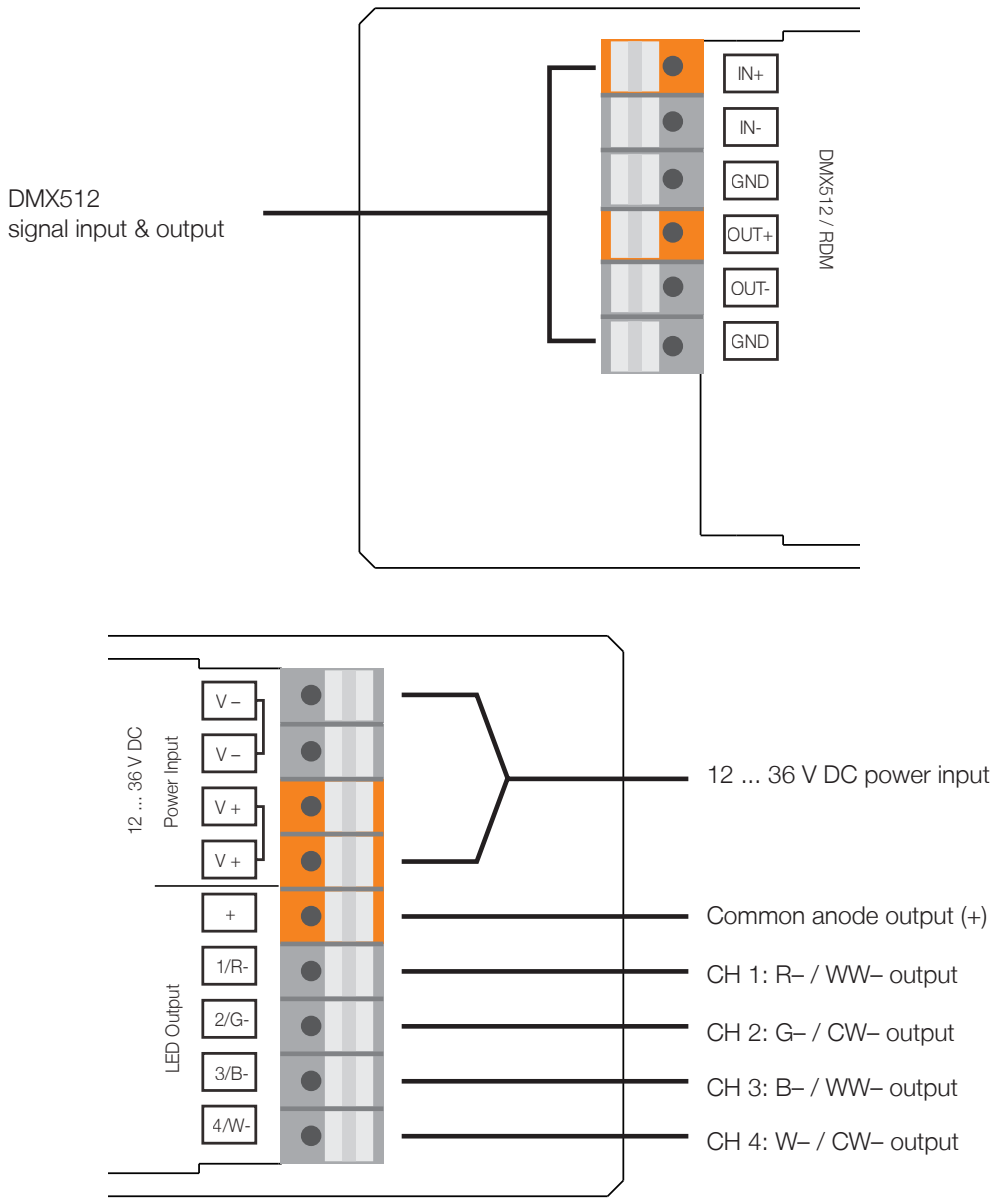 DMX512
signal input & output
IN+
IN-
GND
OUT+
OUT-
GND
DMX512 / RDM
12 ... 36 V DC
Power Input
V –
V –
V +
V +
LED Output
+
1/R-
2/G-
3/B-
4/W-
12 ... 36 V DC power input
Common anode output (+)
CH 1: R– / WW– output
CH 2: G– / CW– output
CH 3: B– / WW– output
CH 4: W– / CW– output